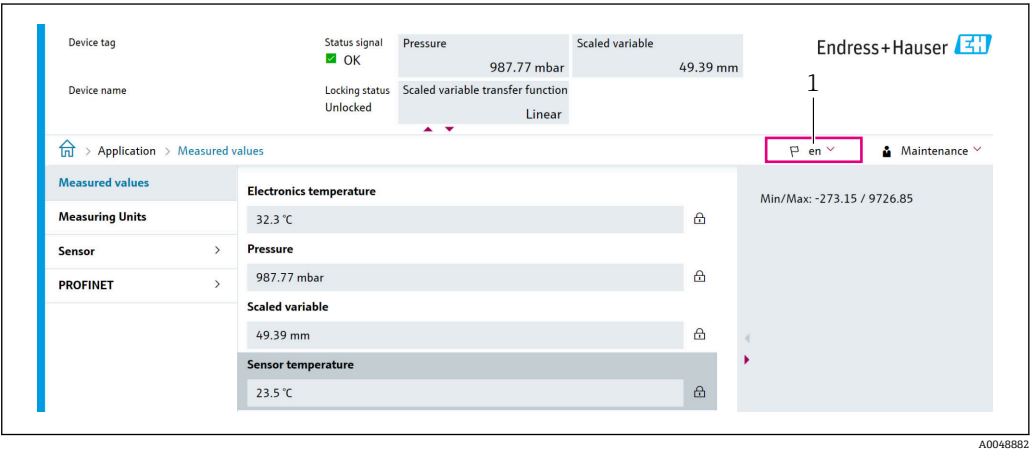 Device tag
Status signal
OK
Pressure
987.77 mbar
Scaled variable
49.39 mm
Endress+Hauser EH
Device name
Locking status
Unlocked
Scaled variable transfer function
Linear
1
> Application > Measured values
en
Maintenance
Measured values
Measuring Units
Sensor >
PROFINET >
Electronics temperature
32.3 °C
Pressure
987.77 mbar
Scaled variable
49.39 mm
Sensor temperature
23.5 °C
Min/Max: -273.15 / 9726.85
A0048882